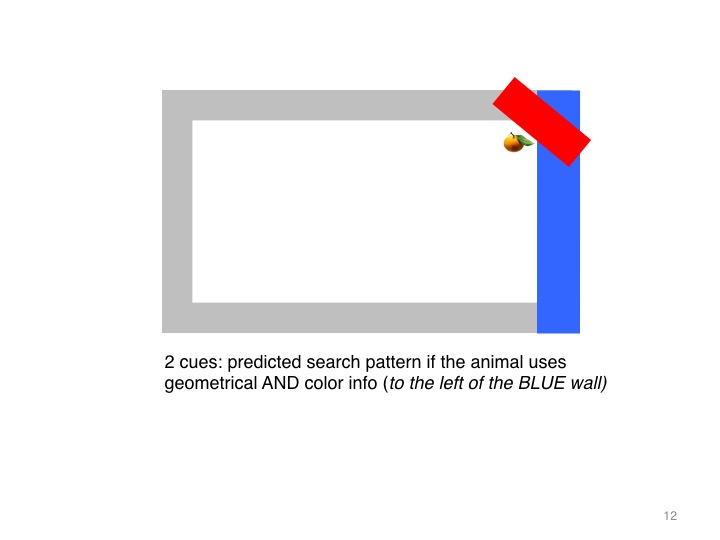 2 cues: predicted search pattern if the animal uses
geometrical AND color info (to the left of the BLUE wall)
12